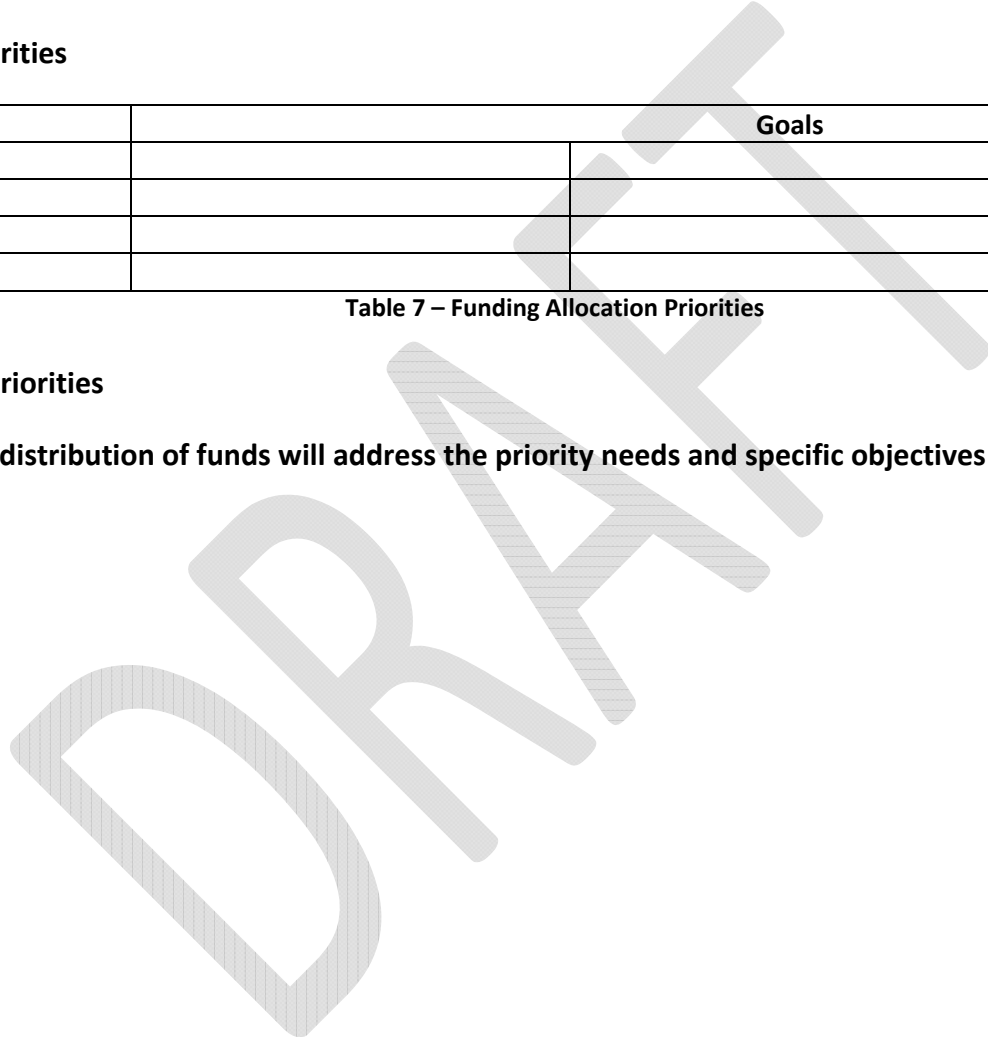 rities
Goals
Table 7 – Funding Allocation Priorities
riorities
distribution of funds will address the priority needs and specific objectives
DRAFT